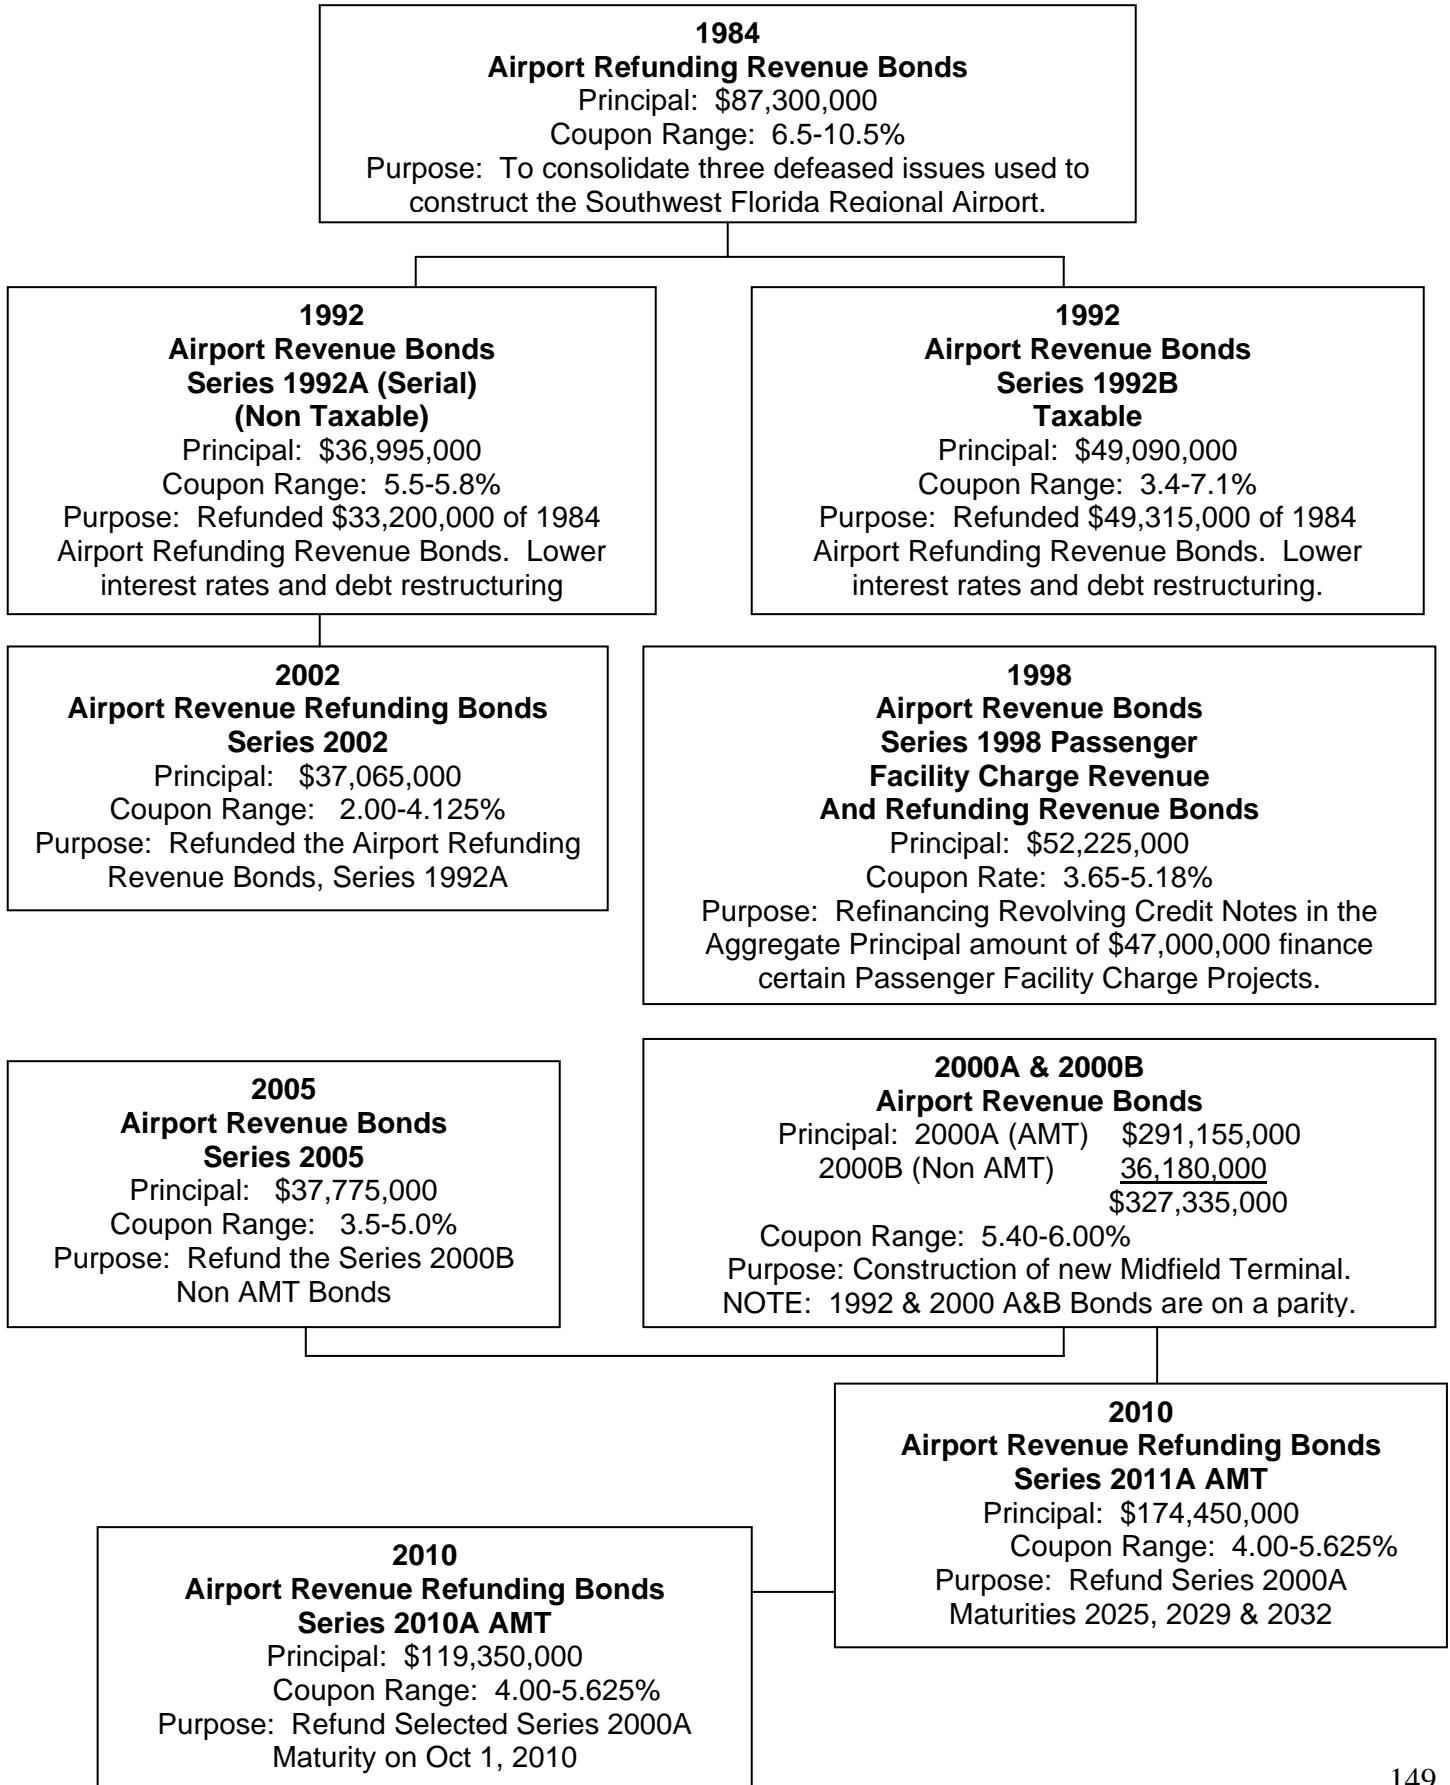 1984
Airport Refunding Revenue Bonds
Principal: $87,300,000
Coupon Range: 6.5-10.5%
Purpose: To consolidate three defeased issues used to
construct the Southwest Florida Regional Airport.
1992
Airport Revenue Bonds
Series 1992A (Serial)
(Non Taxable)
Principal: $36,995,000
Coupon Range: 5.5-5.8%
Purpose: Refunded $33,200,000 of 1984
Airport Refunding Revenue Bonds. Lower
interest rates and debt restructuring
1992
Airport Revenue Bonds
Series 1992B
Taxable
Principal: $49,090,000
Coupon Range: 3.4-7.1%
Purpose: Refunded $49,315,000 of 1984
Airport Refunding Revenue Bonds. Lower
interest rates and debt restructuring.
2002
Airport Revenue Refunding Bonds
Series 2002
Principal: $37,065,000
Coupon Range: 2.00-4.125%
Purpose: Refunded the Airport Refunding
Revenue Bonds, Series 1992A
1998
Airport Revenue Bonds
Series 1998 Passenger
Facility Charge Revenue
And Refunding Revenue Bonds
Principal: $52,225,000
Coupon Rate: 3.65-5.18%
Purpose: Refinancing Revolving Credit Notes in the
Aggregate Principal amount of $47,000,000 finance
certain Passenger Facility Charge Projects.
2005
Airport Revenue Bonds
Series 2005
Principal: $37,775,000
Coupon Range: 3.5-5.0%
Purpose: Refund the Series 2000B
Non AMT Bonds
2000A & 2000B
Airport Revenue Bonds
Principal: 2000A (AMT) $291,155,000
2000B (Non AMT) 36,180,000
$327,335,000
Coupon Range: 5.40-6.00%
Purpose: Construction of new Midfield Terminal.
NOTE: 1992 & 2000 A&B Bonds are on a parity.
2010
Airport Revenue Refunding Bonds
Series 2011A AMT
Principal: $174,450,000
Coupon Range: 4.00-5.625%
Purpose: Refund Series 2000A
Maturities 2025, 2029 & 2032
2010
Airport Revenue Refunding Bonds
Series 2010A AMT
Principal: $119,350,000
Coupon Range: 4.00-5.625%
Purpose: Refund Selected Series 2000A
Maturity on Oct 1, 2010
149